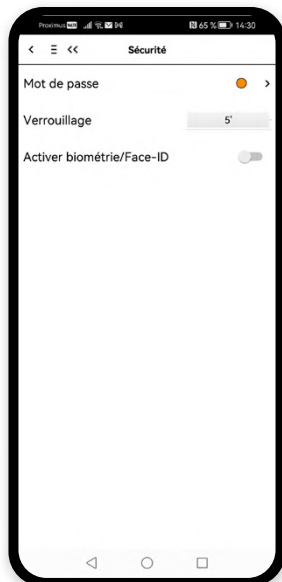 Proximus 65 % 14:30
Sécurité
Mot de passe
Verrouillage 5'
Activer biométrie/Face-ID